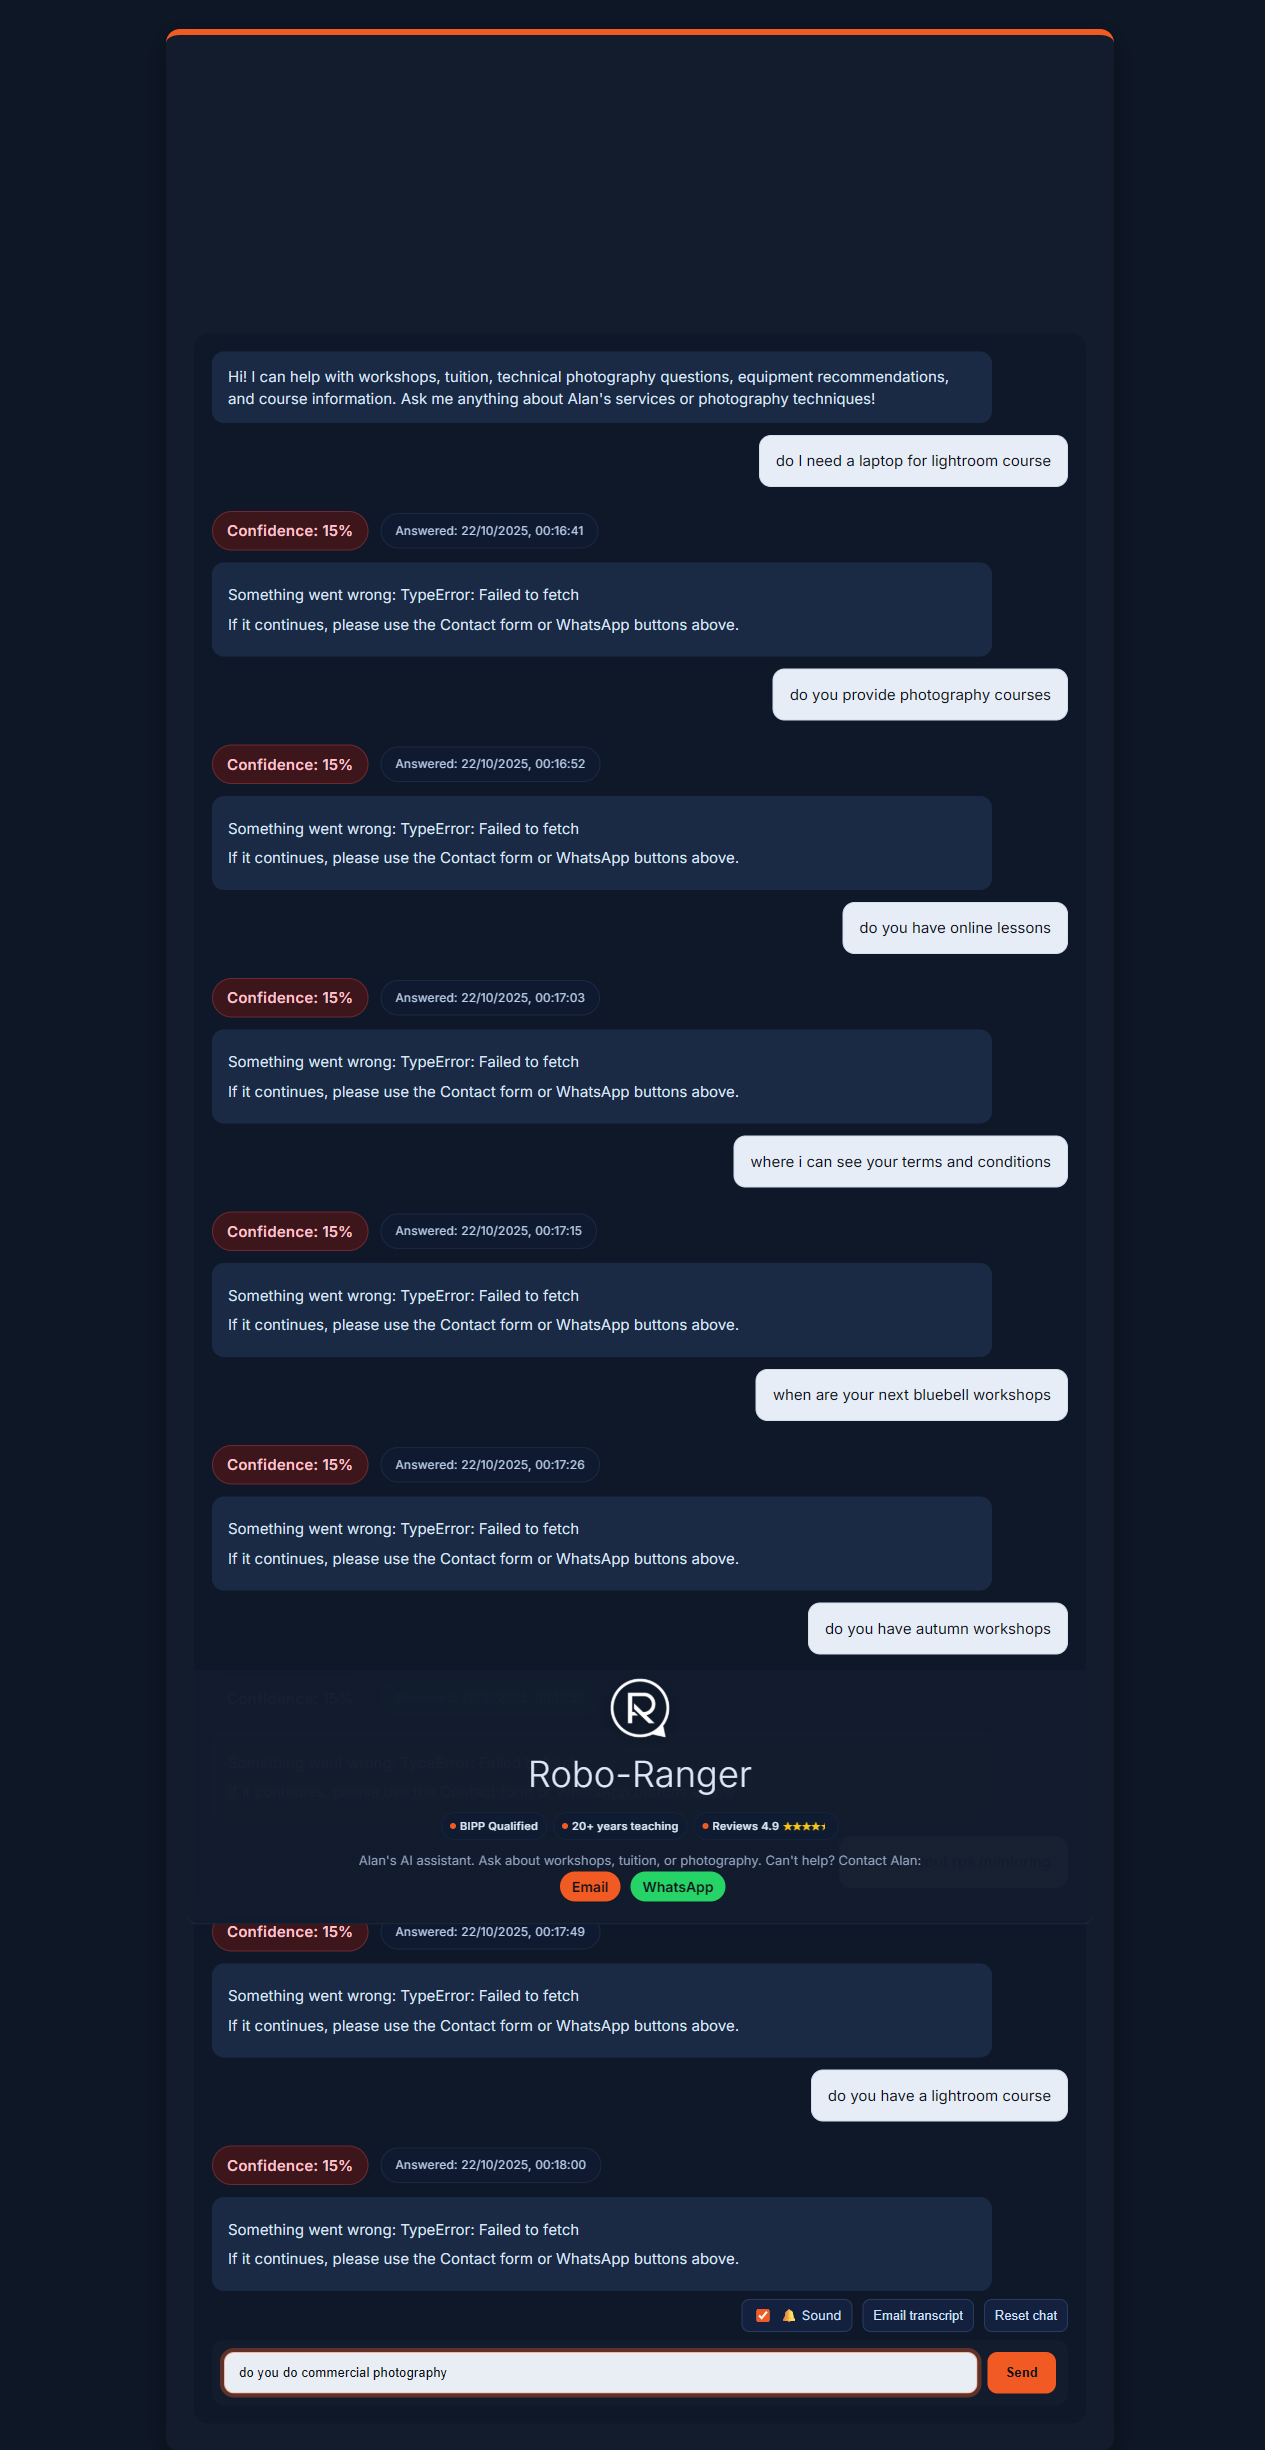 Hi! I can help with workshops, tuition, technical photography questions, equipment recommendations,
and course information. Ask me anything about Alan's services or photography techniques!
do I need a laptop for lightroom course
Confidence: 15%
Answered: 22/10/2025, 00:16:41
Something went wrong: TypeError: Failed to fetch
If it continues, please use the Contact form or WhatsApp buttons above.
do you provide photography courses
Confidence: 15%
Answered: 22/10/2025, 00:16:52
Something went wrong: TypeError: Failed to fetch
If it continues, please use the Contact form or WhatsApp buttons above.
do you have online lessons
Confidence: 15%
Answered: 22/10/2025, 00:17:03
Something went wrong: TypeError: Failed to fetch
If it continues, please use the Contact form or WhatsApp buttons above.
where i can see your terms and conditions
Confidence: 15%
Answered: 22/10/2025, 00:17:15
Something went wrong: TypeError: Failed to fetch
If it continues, please use the Contact form or WhatsApp buttons above.
when are your next bluebell workshops
Confidence: 15%
Answered: 22/10/2025, 00:17:26
Something went wrong: TypeError: Failed to fetch
If it continues, please use the Contact form or WhatsApp buttons above.
do you have autumn workshops
Confidence: 15%
R
Something went wrong: TypeError: Failed
Robo-Ranger
BIPP Qualified
20+ years teaching
Reviews 4.9 ★★★★
Alan's AI assistant. Ask about workshops, tuition, or photography. Can't help? Contact Alan:
Email
WhatsApp
Confidence: 15%
Answered: 22/10/2025, 00:17:49
Something went wrong: TypeError: Failed to fetch
If it continues, please use the Contact form or WhatsApp buttons above.
do you have a lightroom course
Confidence: 15%
Answered: 22/10/2025, 00:18:00
Something went wrong: TypeError: Failed to fetch
If it continues, please use the Contact form or WhatsApp buttons above.
Sound
Email transcript
Reset chat
do you do commercial photography
Send